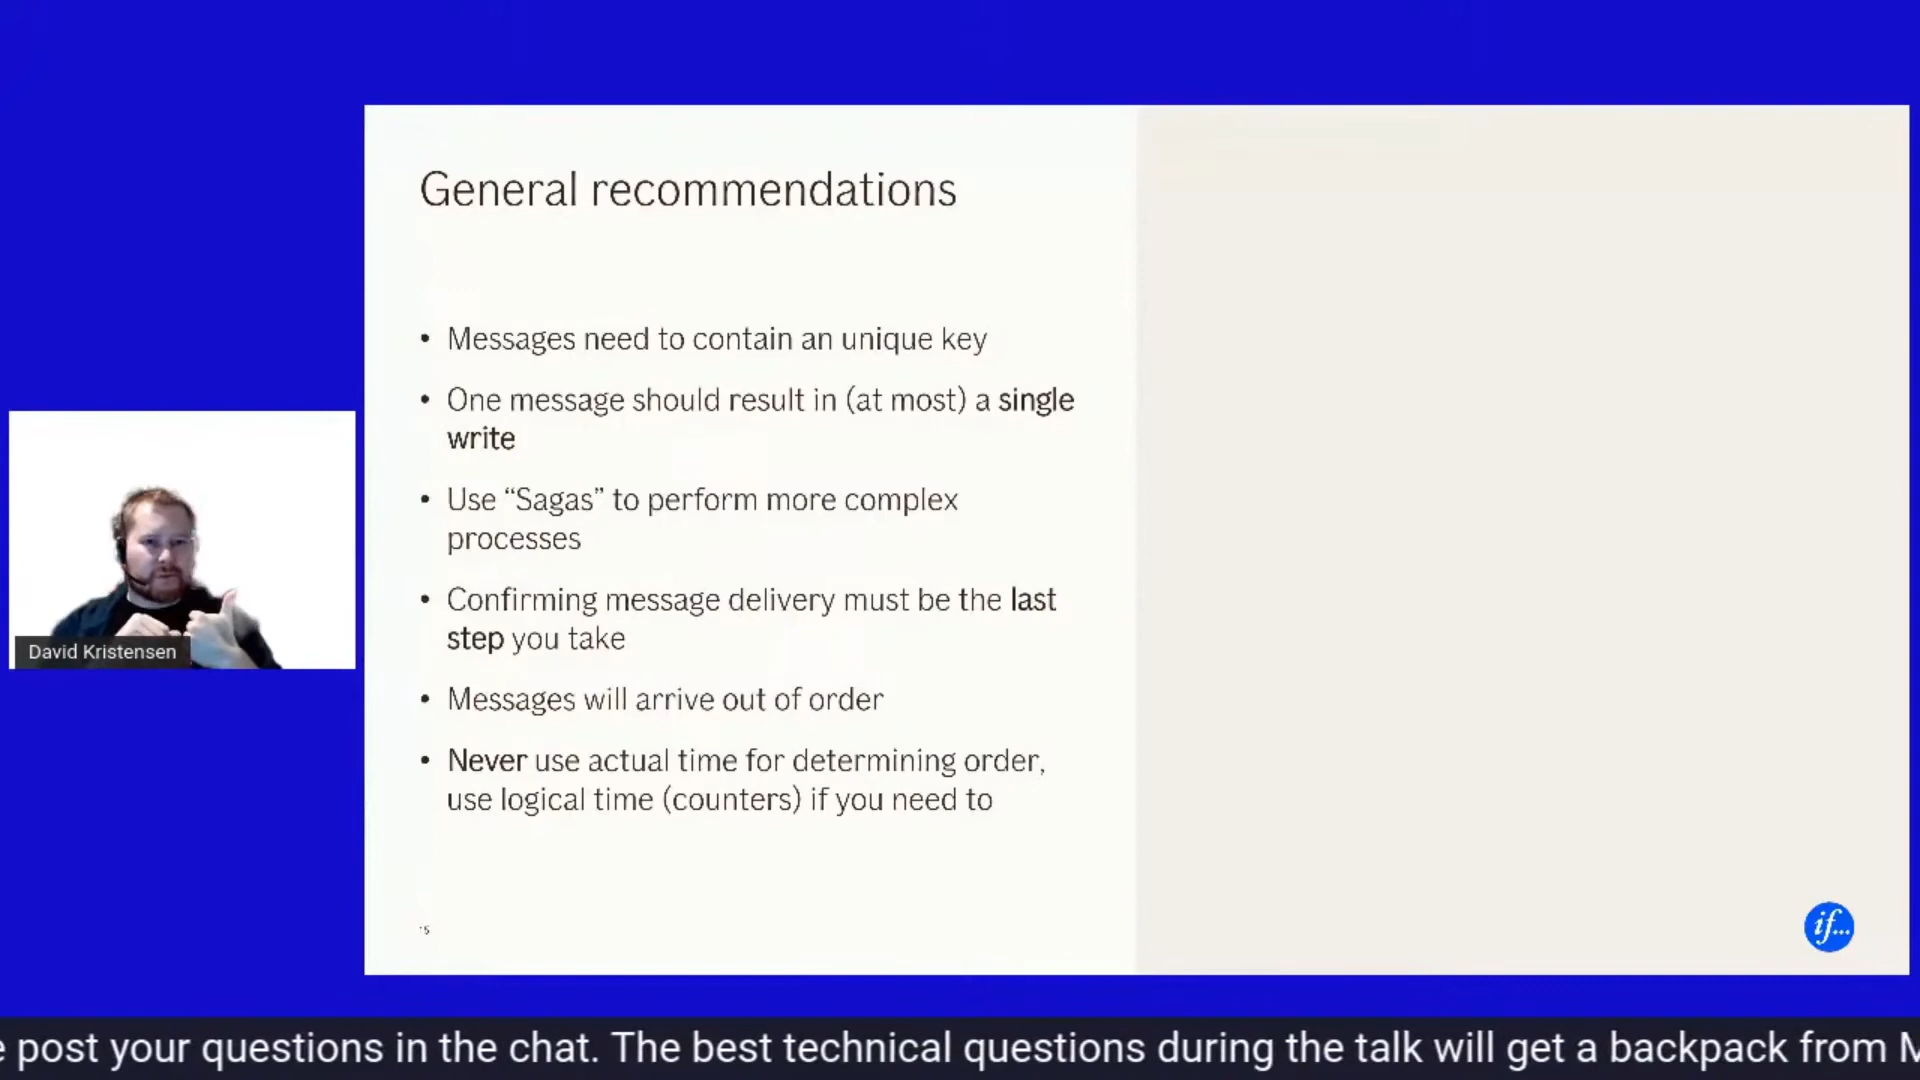 General recommendations
• Messages need to contain an unique key
• One message should result in (at most) a single
write
• Use “Sagas” to perform more complex
processes
• Confirming message delivery must be the last
step you take
• Messages will arrive out of order
• Never use actual time for determining order,
use logical time (counters) if you need to
David Kristensen
15
if...
post your questions in the chat. The best technical questions during the talk will get a backpack from